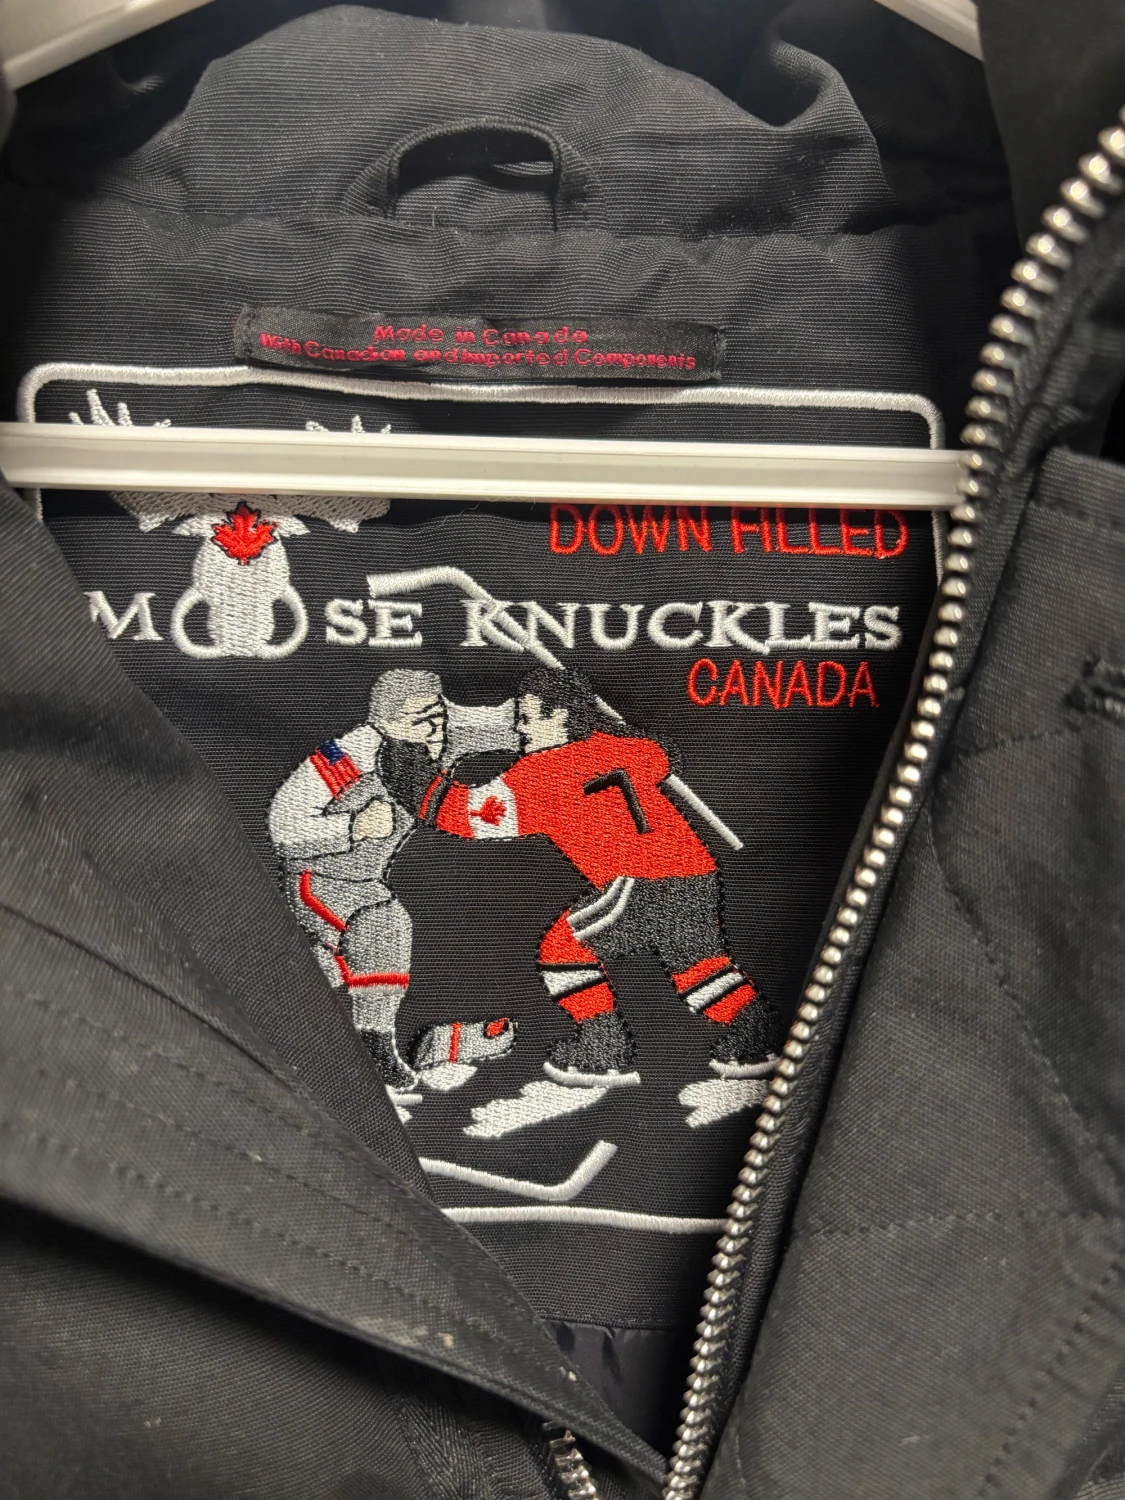 Made in Canada
With Canadian and Imported Components
DOWN FILLED
MOOSE KNUCKLES
CANADA
7